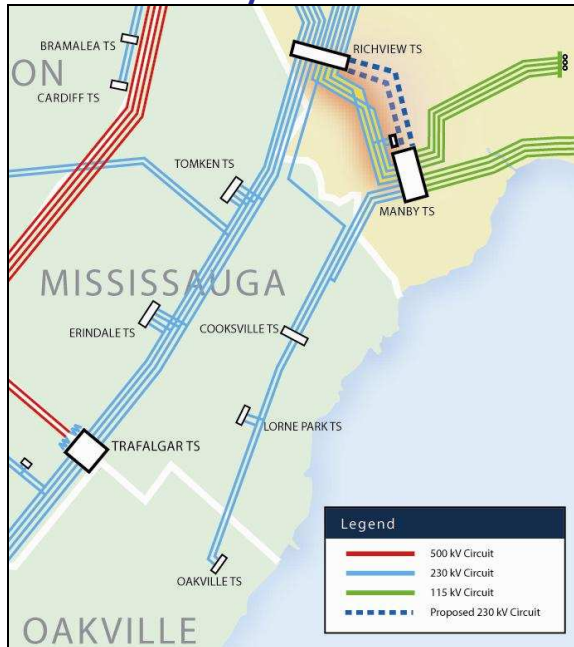 BRAMALEA TS
RICHVIEW TS
ON
CARDIFF TS
TOMKEN TS
MANBY TS
MISSISSAUGA
ERINDALE TS
COOKSVILLE TS
LORNE PARK TS
TRAFALGAR TS
OAKVILLE TS
OAKVILLE
Legend
500 kV Circuit
230 kV Circuit
115 kV Circuit
Proposed 230 kV Circuit